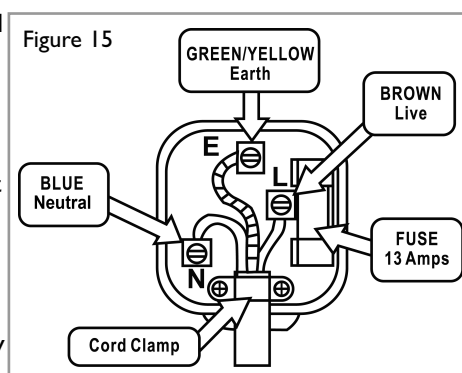 Figure 15
GREEN/YELLOW
Earth
BROWN
Live
E
L
BLUE
Neutral
N
FUSE
13 Amps
Cord Clamp